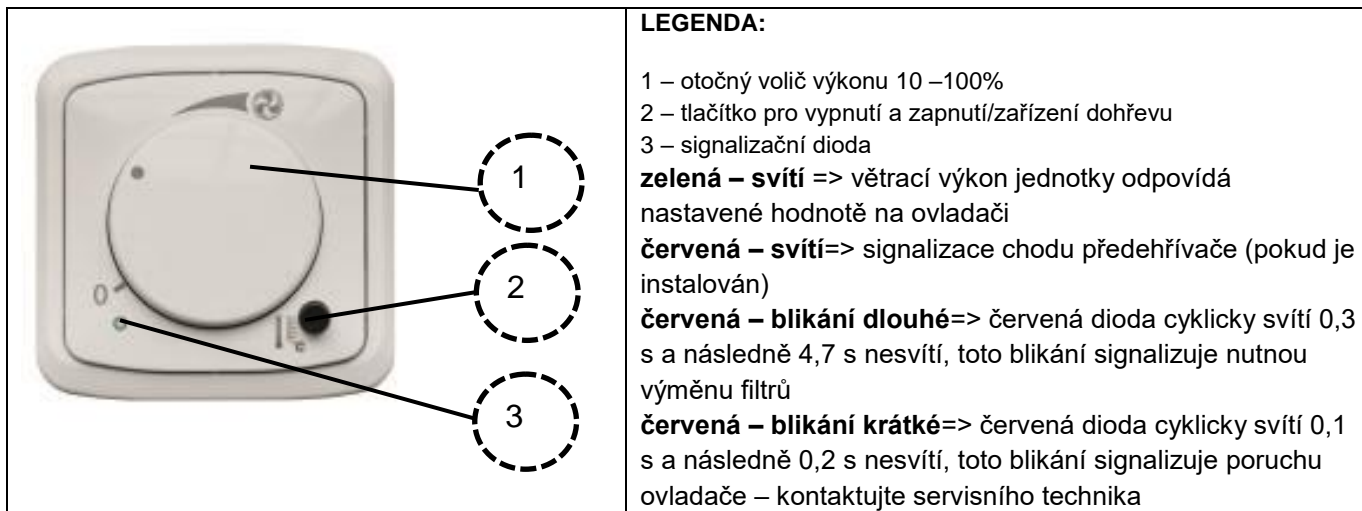 LEGENDA:
1 – otočný volič výkonu 10 –100%
2 – tlačítko pro vypnutí a zapnutí/zařízení dohřevu
3 – signalizační dioda
zelená – svítí => větrací výkon jednotky odpovídá
nastavené hodnotě na ovladači
červená – svítí=> signalizace chodu předehřívače (pokud je
instalován)
červená – blikání dlouhé=> červená dioda cyklicky svítí 0,3
s a následně 4,7 s nesvítí, toto blikání signalizuje nutnou
výměnu filtrů
červená – blikání krátké=> červená dioda cyklicky svítí 0,1
s a následně 0,2 s nesvítí, toto blikání signalizuje poruchu
ovladače – kontaktujte servisního technika
1
2
3
0